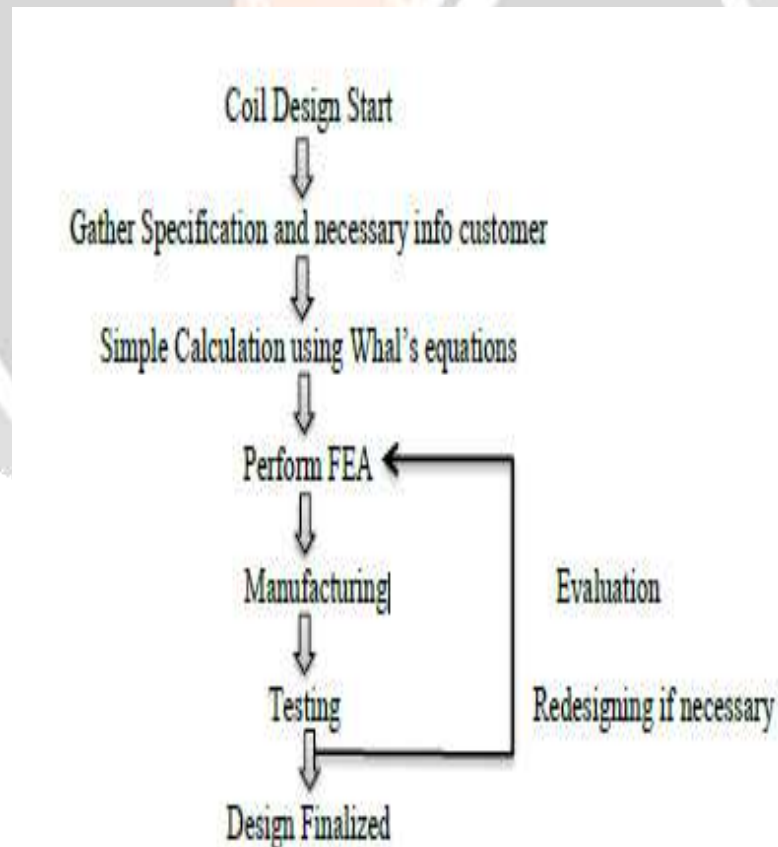 Coil Design Start
Gather Specification and necessary info customer
Simple Calculation using Whal's equations
Perform FEA
Manufacturing
Evaluation
Testing
Redesigning if necessary
Design Finalized